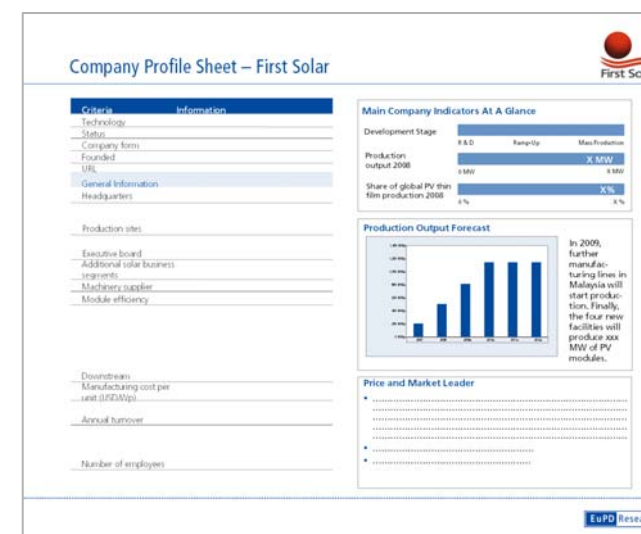 Company Profile Sheet – First Solar
First So
Criteria Information
Technology
Status
Company form
Founded
URL
General Information
Headquarters
Production sites
Executive board
Additional solar business
segments
Machinery supplier
Module efficiency
Downstream
Manufacturing cost per
unit (USD/Wp)
Annual turnover
Number of employees
Main Company Indicators At A Glance
Development Stage
R & D Ramp-Up Mass Production
Production
output 2008
X MW
X MW X MW
Share of global PV thin
film production 2008
X%
X % X %
Production Output Forecast
In 2009,
further
manufac-
turing lines in
Malaysia will
start produc-
tion. Finally,
the four new
facilities will
produce xxx
MW of PV
modules.
Price and Market Leader
EuPD Resea